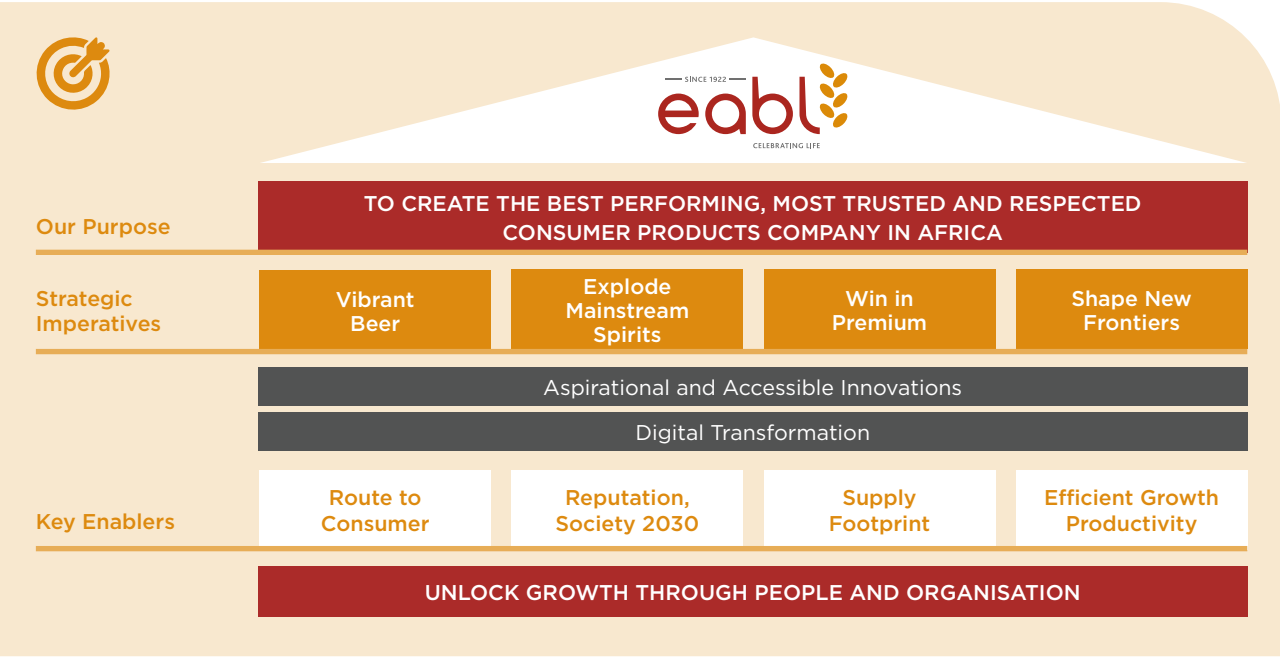 SINCE 1922
eabl
CELEBRATING LIFE
Our Purpose
TO CREATE THE BEST PERFORMING, MOST TRUSTED AND RESPECTED
CONSUMER PRODUCTS COMPANY IN AFRICA
Strategic
Imperatives
Vibrant
Beer
Explode
Mainstream
Spirits
Win in
Premium
Shape New
Frontiers
Aspirational and Accessible Innovations
Digital Transformation
Key Enablers
Route to
Consumer
Reputation,
Society 2030
Supply
Footprint
Efficient Growth
Productivity
UNLOCK GROWTH THROUGH PEOPLE AND ORGANISATION